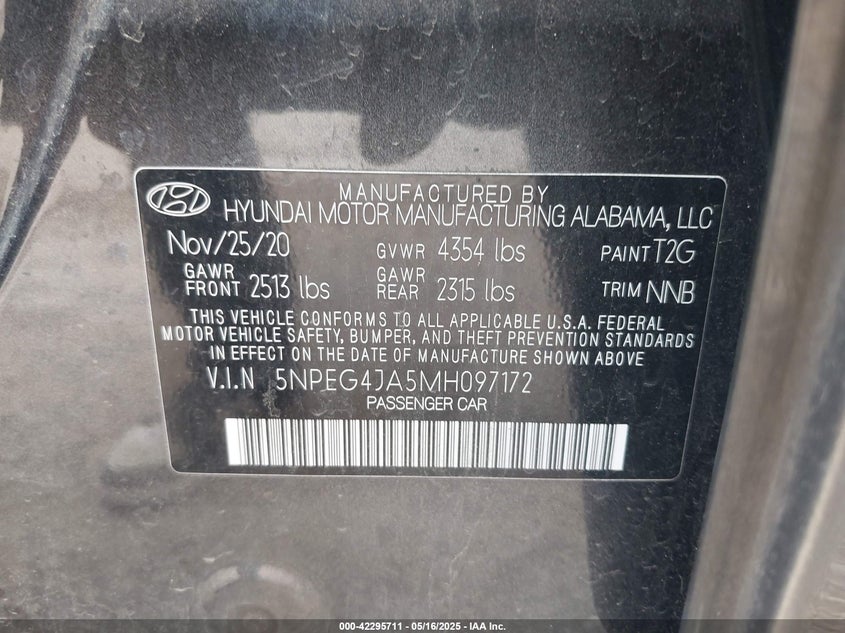 MANUFACTURED BY
HYUNDAI MOTOR MANUFACTURING ALABAMA, LLC
Nov/25/20 GVWR 4354 lbs PAINT T2G
GAWR FRONT 2513 lbs GAWR REAR 2315 lbs TRIM NNB
THIS VEHICLE CONFORMS TO ALL APPLICABLE U.S.A. FEDERAL
MOTOR VEHICLE SAFETY, BUMPER, AND THEFT PREVENTION STANDARDS
IN EFFECT ON THE DATE OF MANUFACTURE SHOWN ABOVE
V.I.N 5NPEG4JA5MH097172
PASSENGER CAR
000-42295711 - 05/16/2025 - IAA Inc.